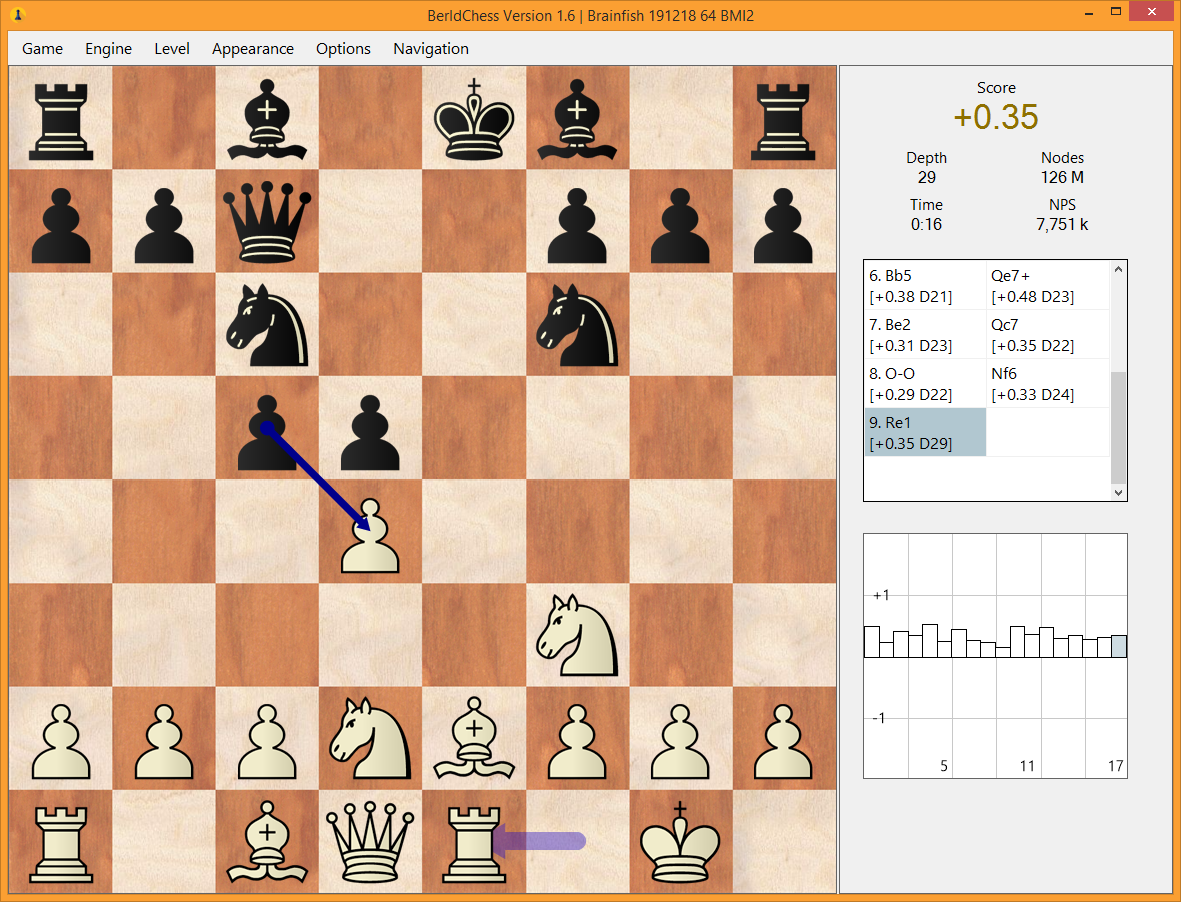 BerldChess Version 1.6 | Brainfish 191218 64 BMI2
Game Engine Level Appearance Options Navigation
Score
+0.35
Depth Nodes
29 126 M
Time NPS
0:16 7,751 k
6. Bb5 Qe7+
[+0.38 D21] [+0.48 D23]
7. Be2 Qc7
[+0.31 D23] [+0.35 D22]
8. O-O Nf6
[+0.29 D22] [+0.33 D24]
9. Re1
[+0.35 D29]
+1
-1
5 11 17